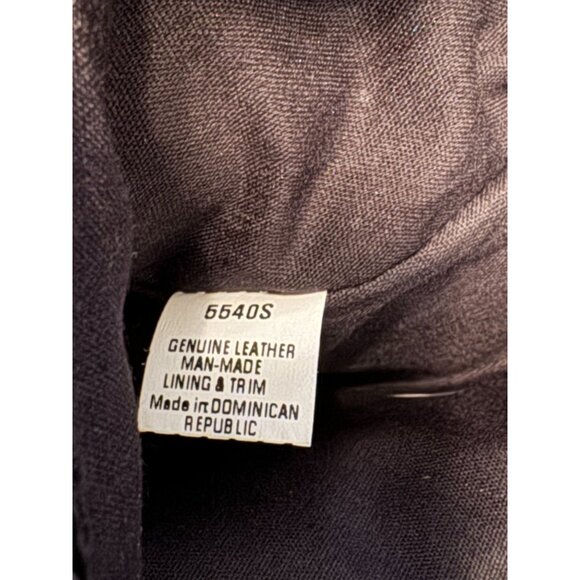 5540S
GENUINE LEATHER
MAN-MADE
LINING & TRIM
Made in DOMINICAN
REPUBLIC